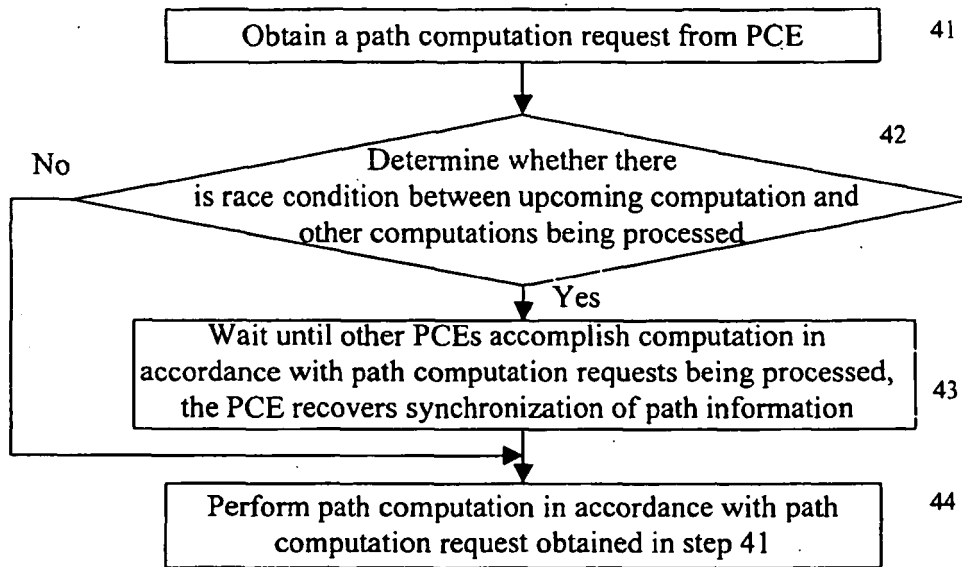 Obtain a path computation request from PCE
41
42
No
Determine whether there
is race condition between upcoming computation and
other computations being processed
Yes
Wait until other PCEs accomplish computation in
accordance with path computation requests being processed,
the PCE recovers synchronization of path information
43
Perform path computation in accordance with path
computation request obtained in step 41
44